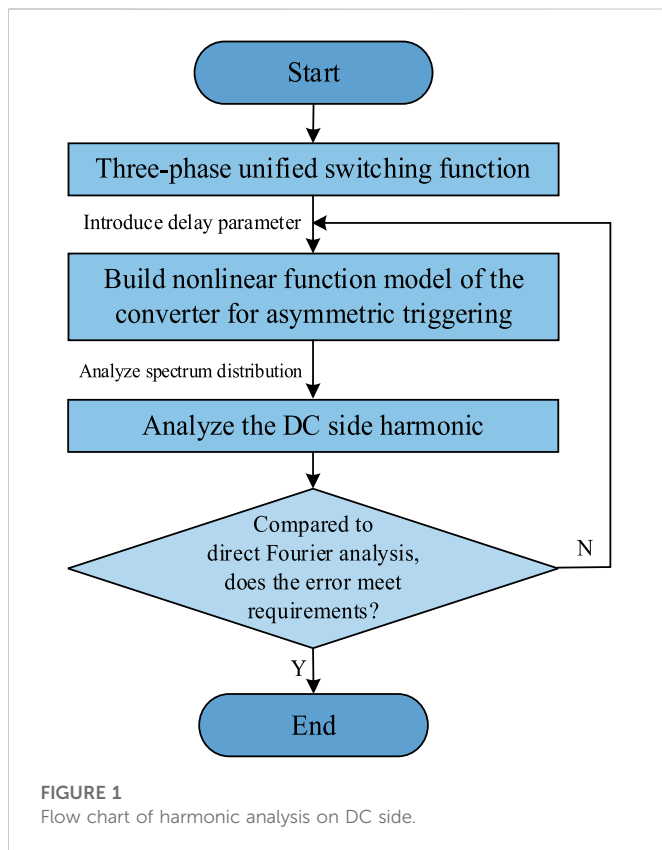 Start
Three-phase unified switching function
Introduce delay parameter
Build nonlinear function model of the
converter for asymmetric triggering
Analyze spectrum distribution
Analyze the DC side harmonic
Compared to
direct Fourier analysis,
does the error meet
requirements?
N
Y
End
FIGURE 1
Flow chart of harmonic analysis on DC side.